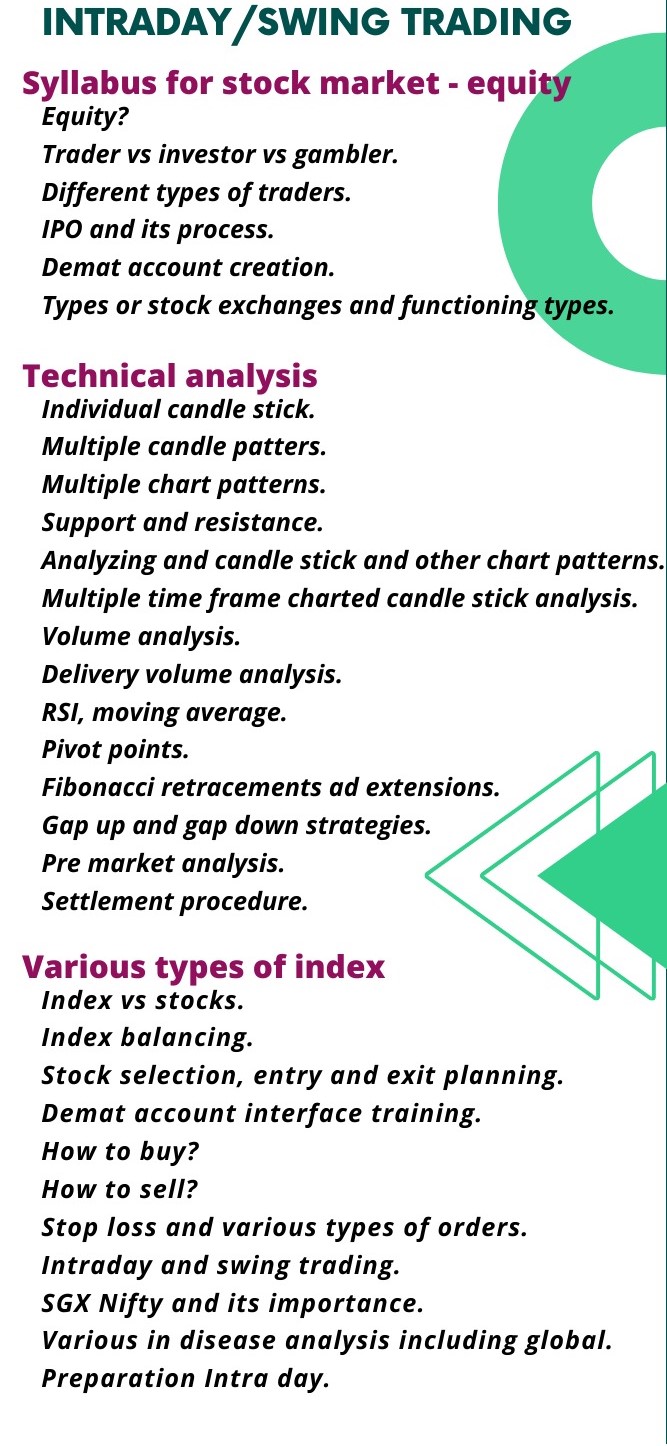 INTRADAY/SWING TRADING
Syllabus for stock market - equity
Equity?
Trader vs investor vs gambler.
Different types of traders.
IPO and its process.
Demat account creation.
Types or stock exchanges and functioning types.
Technical analysis
Individual candle stick.
Multiple candle patters.
Multiple chart patterns.
Support and resistance.
Analyzing and candle stick and other chart patterns.
Multiple time frame charted candle stick analysis.
Volume analysis.
Delivery volume analysis.
RSI, moving average.
Pivot points.
Fibonacci retracements ad extensions.
Gap up and gap down strategies.
Pre market analysis.
Settlement procedure.
Various types of index
Index vs stocks.
Index balancing.
Stock selection, entry and exit planning.
Demat account interface training.
How to buy?
How to sell?
Stop loss and various types of orders.
Intraday and swing trading.
SGX Nifty and its importance.
Various in disease analysis including global.
Preparation Intra day.